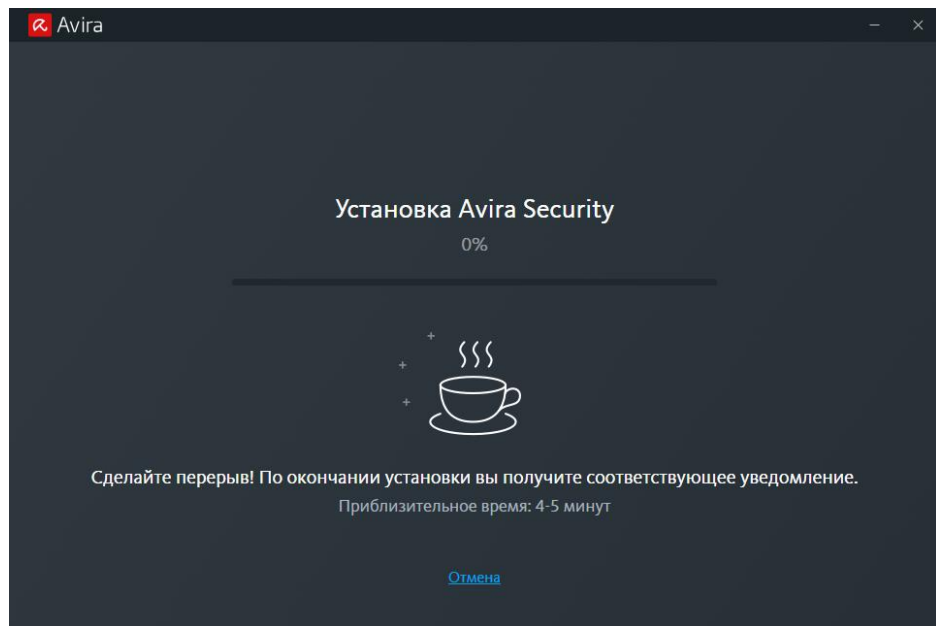 Avira
Установка Avira Security
0%
Сделайте перерыв! По окончании установки вы получите соответствующее уведомление.
Приблизительное время: 4-5 минут
Отмена